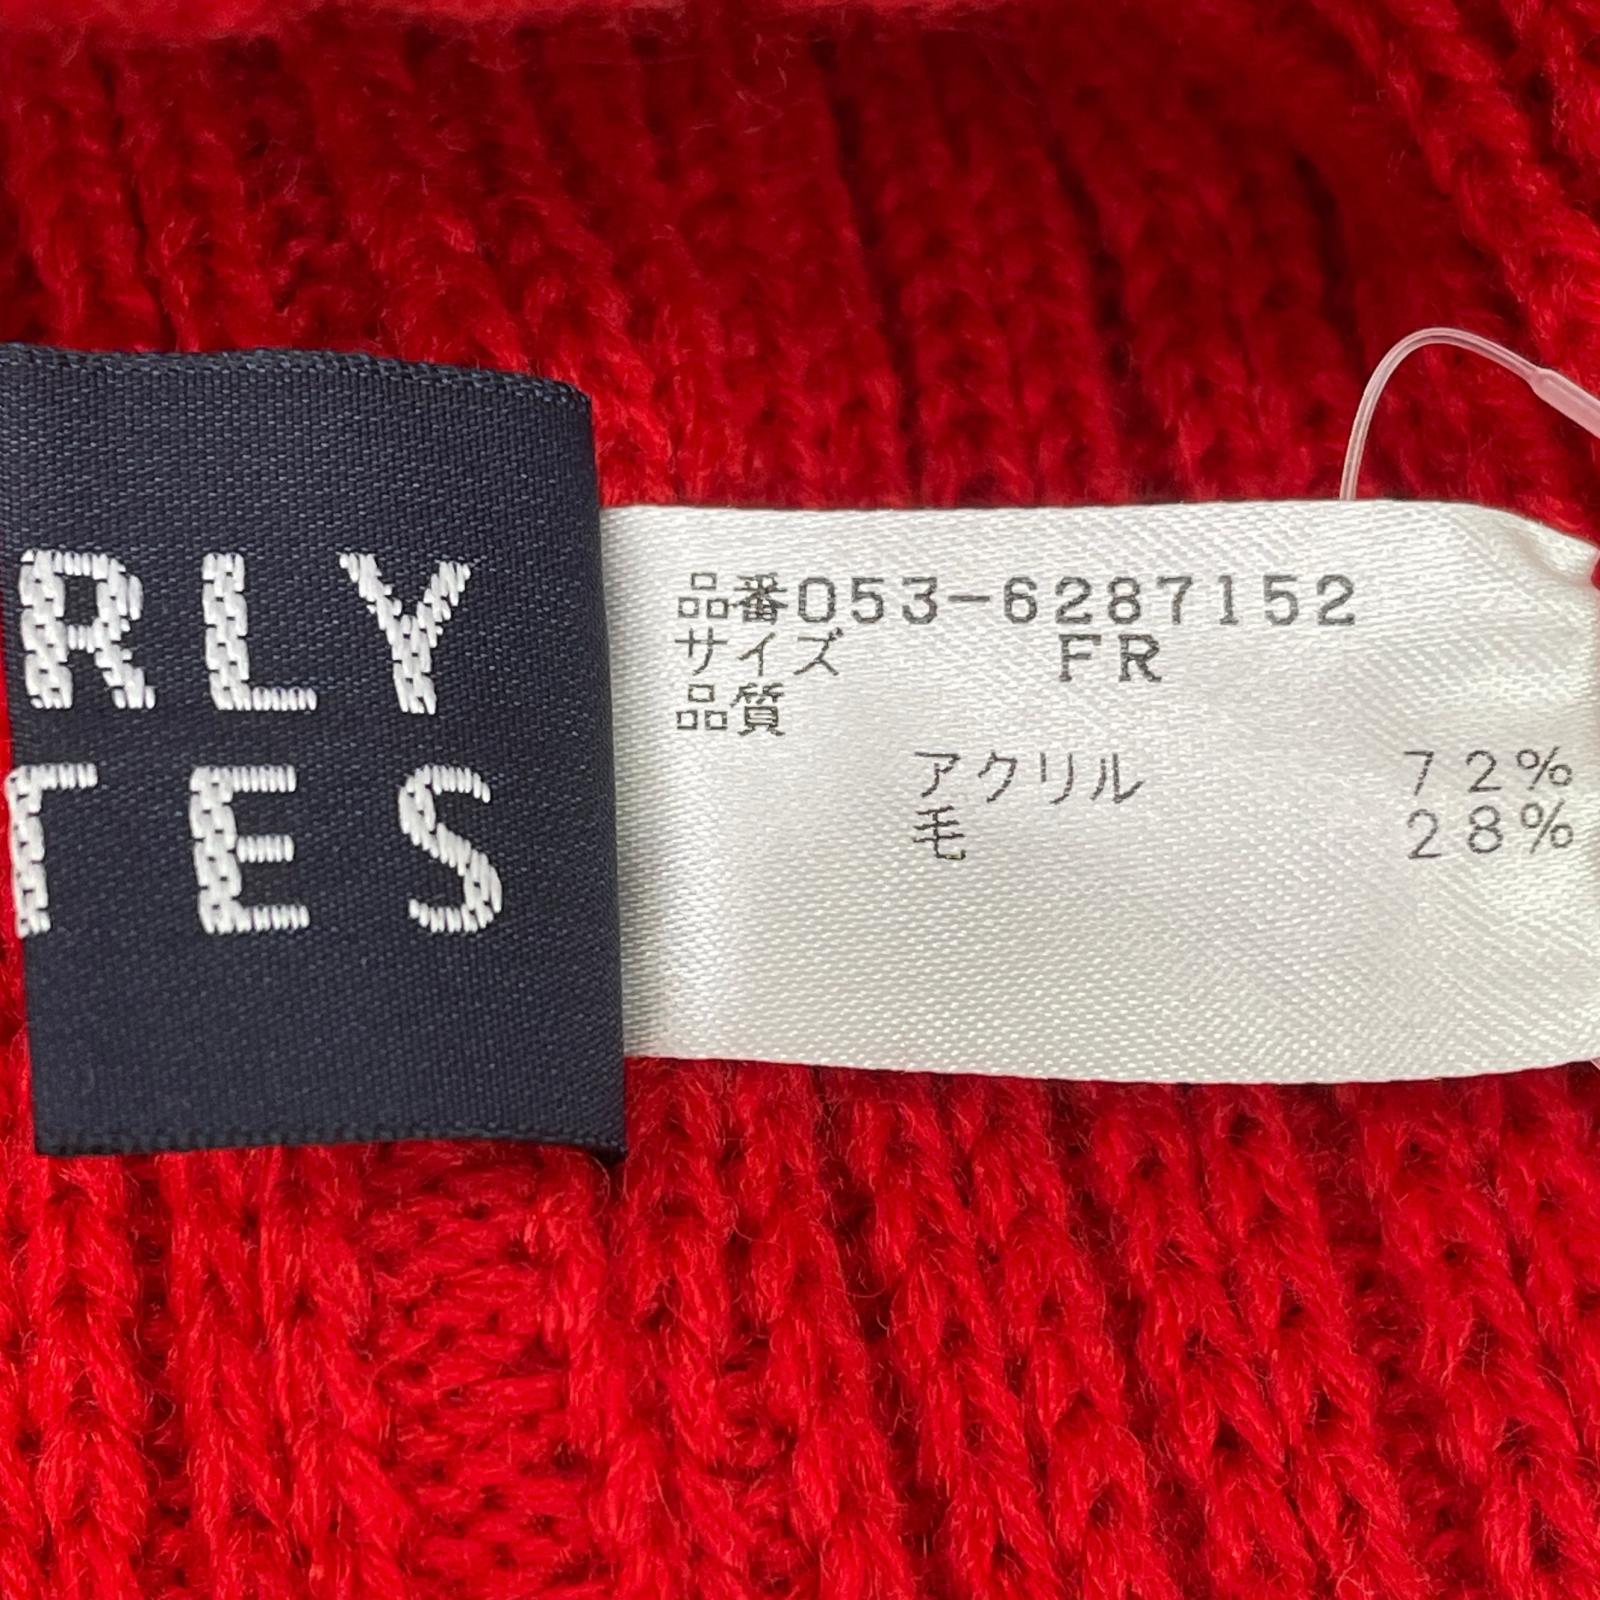 RLY
TES
品番053-6287152
サイズ FR
品質
アクリル 72%
毛 28%